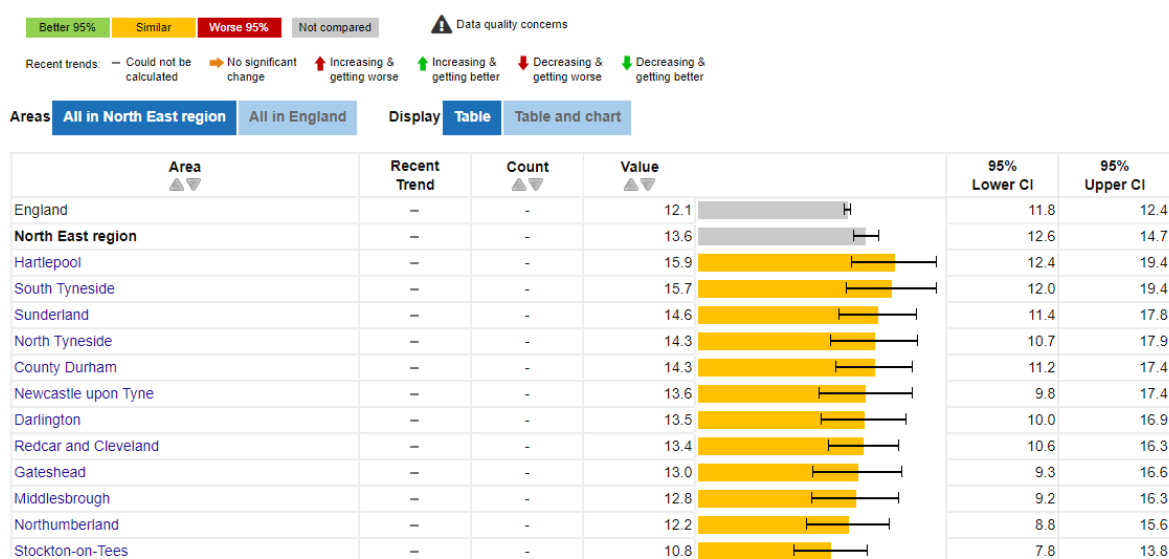 Better 95% Similar Worse 95% Not compared Data quality concerns
Recent trends: – Could not be calculated No significant change Increasing & getting worse Increasing & getting better Decreasing & getting worse Decreasing & getting better
Areas All in North East region All in England Display Table Table and chart
Area Recent Trend Count Value 95% Lower CI 95% Upper CI
England – - 12.1 11.8 12.4
North East region – - 13.6 12.6 14.7
Hartlepool – - 15.9 12.4 19.4
South Tyneside – - 15.7 12.0 19.4
Sunderland – - 14.6 11.4 17.8
North Tyneside – - 14.3 10.7 17.9
County Durham – - 14.3 11.2 17.4
Newcastle upon Tyne – - 13.6 9.8 17.4
Darlington – - 13.5 10.0 16.9
Redcar and Cleveland – - 13.4 10.6 16.3
Gateshead – - 13.0 9.3 16.6
Middlesbrough – - 12.8 9.2 16.3
Northumberland – - 12.2 8.8 15.6
Stockton-on-Tees – - 10.8 7.8 13.8